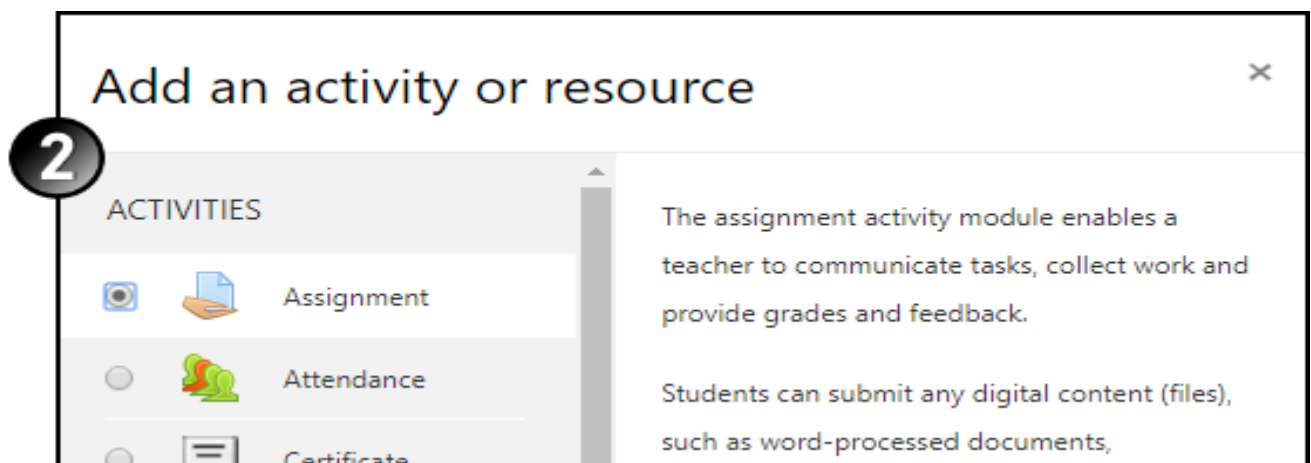 Add an activity or resource
×
2
ACTIVITIES
Assignment
Attendance
Certificate
The assignment activity module enables a
teacher to communicate tasks, collect work and
provide grades and feedback.
Students can submit any digital content (files),
such as word-processed documents,